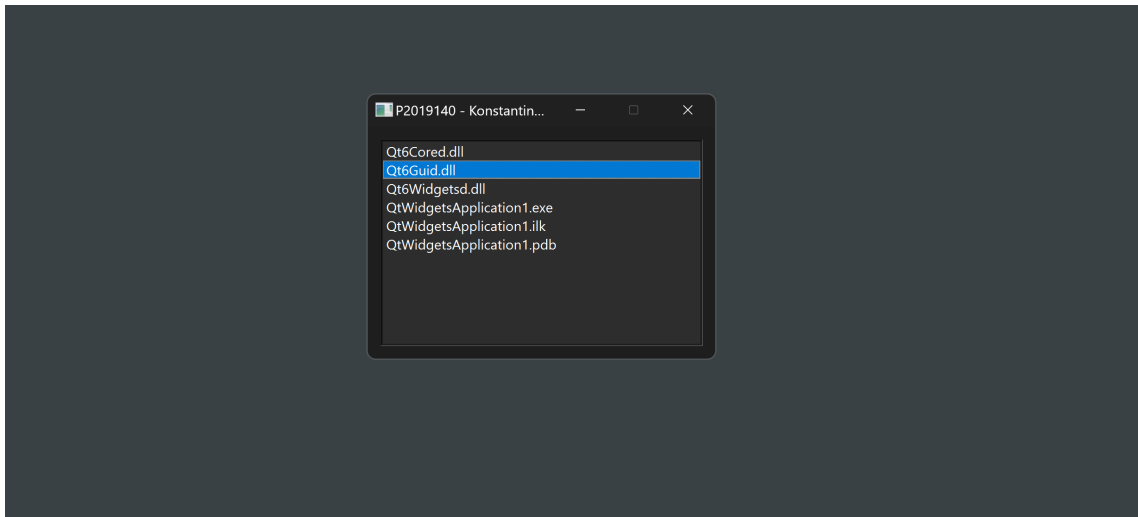 P2019140 - Konstantin...
Qt6Cored.dll
Qt6Guid.dll
Qt6Widgetsd.dll
QtWidgetsApplication1.exe
QtWidgetsApplication1.ilk
QtWidgetsApplication1.pdb